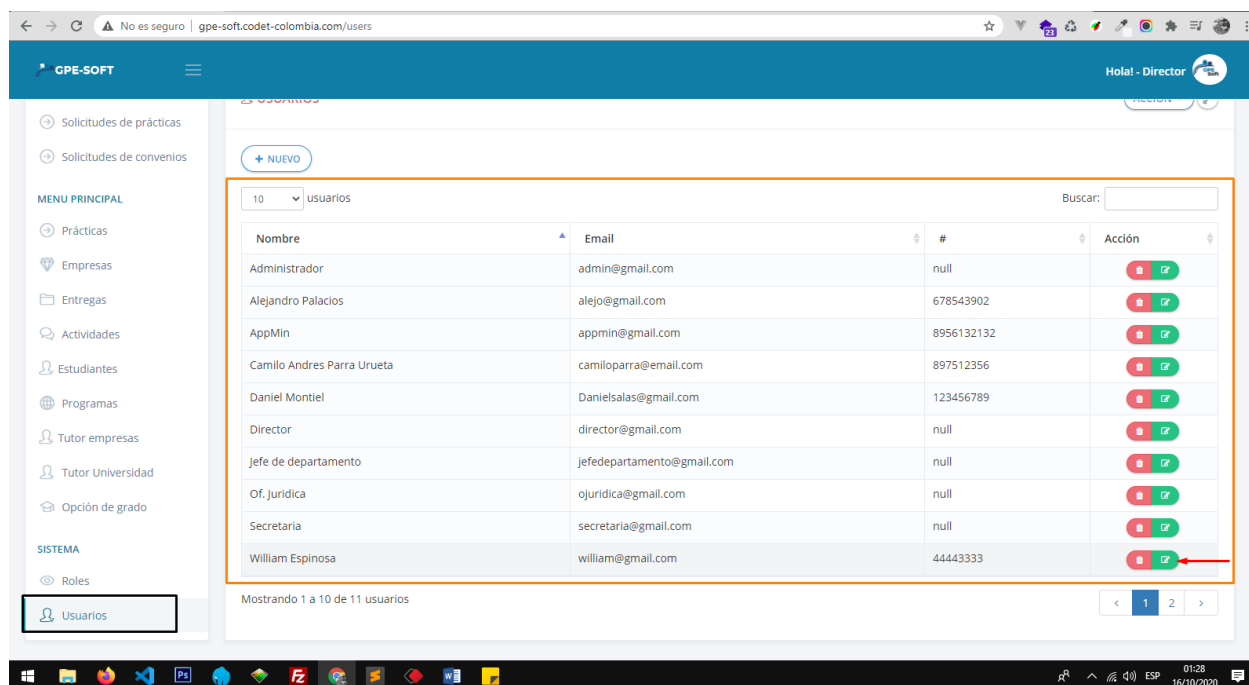 No es seguro | gpe-soft.codet-colombia.com/users
23
GPE-SOFT
Hola! - Director
USUARIOS
ACCIÓN
Solicitudes de prácticas
Solicitudes de convenios
+ NUEVO
MENU PRINCIPAL
10 usuarios
Buscar:
Prácticas
Nombre Email # Acción
Empresas
Administrador admin@gmail.com null
Entregas
Alejandro Palacios alejo@gmail.com 678543902
Actividades
AppMin appmin@gmail.com 8956132132
Estudiantes
Camilo Andres Parra Urueta camiloparra@email.com 897512356
Programas
Daniel Montiel Danielsalas@gmail.com 123456789
Tutor empresas
Director director@gmail.com null
Tutor Universidad
Jefe de departamento jefedepartamento@gmail.com null
Opción de grado
Of. Juridica ojuridica@gmail.com null
Secretaria secretaria@gmail.com null
SISTEMA
William Espinosa william@gmail.com 44443333
Roles
Usuarios
Mostrando 1 a 10 de 11 usuarios
< 1 2 >
Ps
Fz
ESP
01:28
16/10/2020